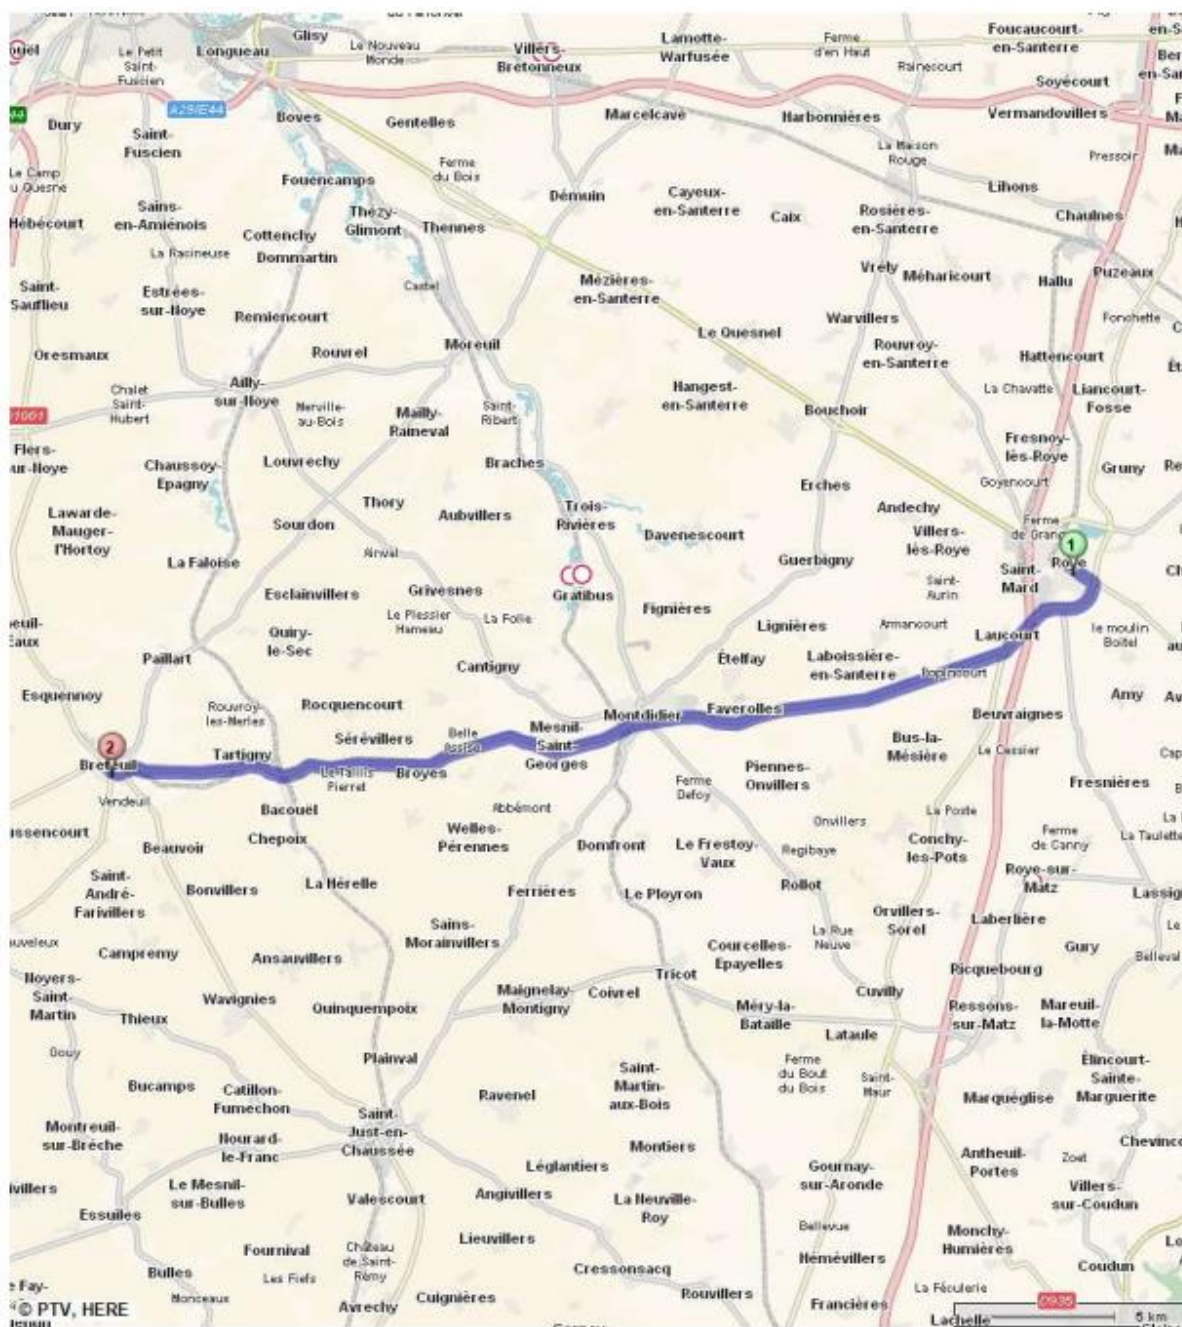 Glisy
Longueau
Le Petit
Saint-
Fuscien
Le Nouveau
Monde
Villers-
Bretonneux
Lamotte-
Warfusée
Ferme
d'en Haut
Foucaucourt-
en-Santerre
Rainecourt
Soyécourt
A29/E44
Dury
Boves
Gentelles
Marcelcave
Harbonnières
Vermandovillers
Saint-
Fuscien
La Maison
Rouge
Pressoir
Ferme
du Bois
Fouencamps
Démuin
Cayeux-
en-Santerre
Lihons
Hébécourt
Sains-
en-Amiénois
Thézy-
Glimont
Thennes
Caix
Rosières-
en-Santerre
Chaulnes
Cottenchy
La Racineuse
Dommartin
Vrély
Méharicourt
Hallu
Puzeaux
Saint-
Sauflieu
Estrées-
sur-Noye
Castel
Mézières-
en-Santerre
Remiencourt
Warvillers
Fonchette
Le Quesnel
Oresmaux
Rouvrel
Moreuil
Rouvroy-
en-Santerre
Hattencourt
Chalet
Saint-
Hubert
Ailly-
sur-Noye
Merville-
au-Bois
Mailly-
Raineval
Saint-
Ribert
Hangest-
en-Santerre
Bouchoir
La Chavatte
Liancourt-
Fosse
Fresnoy-
lès-Roye
Chaussoy-
Epagny
Louvrechy
Braches
Goyencourt
Gruny
Erches
Thory
Aubvillers
Trois-
Rivières
Andechy
Lawarde-
Mauger-
l'Hortoy
Sourdon
Davenescourt
Villers-
lès-Roye
1
Roye
La Faloise
Ainval
Guerbigny
Saint-
Mard
Saint-
Aurin
Esclainvillers
Grivesnes
Gratibus
Fignières
Le Plessier
Hameau
La Folie
Lignières
Armancourt
Laucourt
le moulin
Boitel
Quiry-
le-Sec
Paillart
Cantigny
Ételfay
Laboissière-
en-Santerre
Popincourt
Esquennoy
Rouvroy-
les-Merles
Rocquencourt
Montdidier
Faverolles
Beuvraignes
Amy
2
Breteuil
Tartigny
Sérévillers
Belle
Assise
Mesnil-
Saint-
Georges
Bus-la-
Mésière
Le Cessier
Le Taillis
Pierret
Broyes
Piennes-
Onvillers
Fresnières
Vendeuil
Bacouël
Abbémont
Ferme
Defoy
La Poste
Onvillers
Beauvoir
Chepoix
Welles-
Pérennes
Domfront
Le Frestoy-
Vaux
Regibaye
Conchy-
les-Pots
Ferme
de Canny
La Taulette
Saint-
André-
Farivillers
Bonvillers
La Hérelle
Ferrières
Le Ployron
Rollot
Roye-sur-
Matz
Orvillers-
Sorel
Laberlière
Sains-
Morainvillers
La Rue
Neuve
Campremy
Ansauvillers
Courcelles-
Epayelles
Gury
Belleval
Noyers-
Saint-
Martin
Tricot
Ricquebourg
Wavignies
Quinquempoix
Maignelay-
Montigny
Coivrel
Cuvilly
Thieux
Méry-la-
Bataille
Ressons-
sur-Matz
Mareuil-
la-Motte
Lataule
Plainval
Ferme
du Bout
du Bois
Saint-
Maur
Élincourt-
Sainte-
Marguerite
Bucamps
Catillon-
Fumechon
Ravenel
Saint-
Martin
aux-Bois
Marquéglise
Montreuil-
sur-Brêche
Nourard-
le-Franc
Saint-
Just-en-
Chaussée
Montiers
Léglantiers
Gournay-
sur-Aronde
Antheuil-
Portes
Zoat
Le Mesnil-
sur-Bulles
Valescourt
Angivillers
La Neuville-
Roy
Villers-
sur-Coudun
Essuiles
Lieuvillers
Bellevue
Monchy-
Humières
Fournival
Château
de Saint-
Rémy
Hémévillers
Bulles
Les Fiefs
Cressonsacq
Coudun
Monceaux
Avrechy
Cuignières
Rouvillers
La Féculerie
Francières
D935
Lachelle
5 km
© PTV, HERE